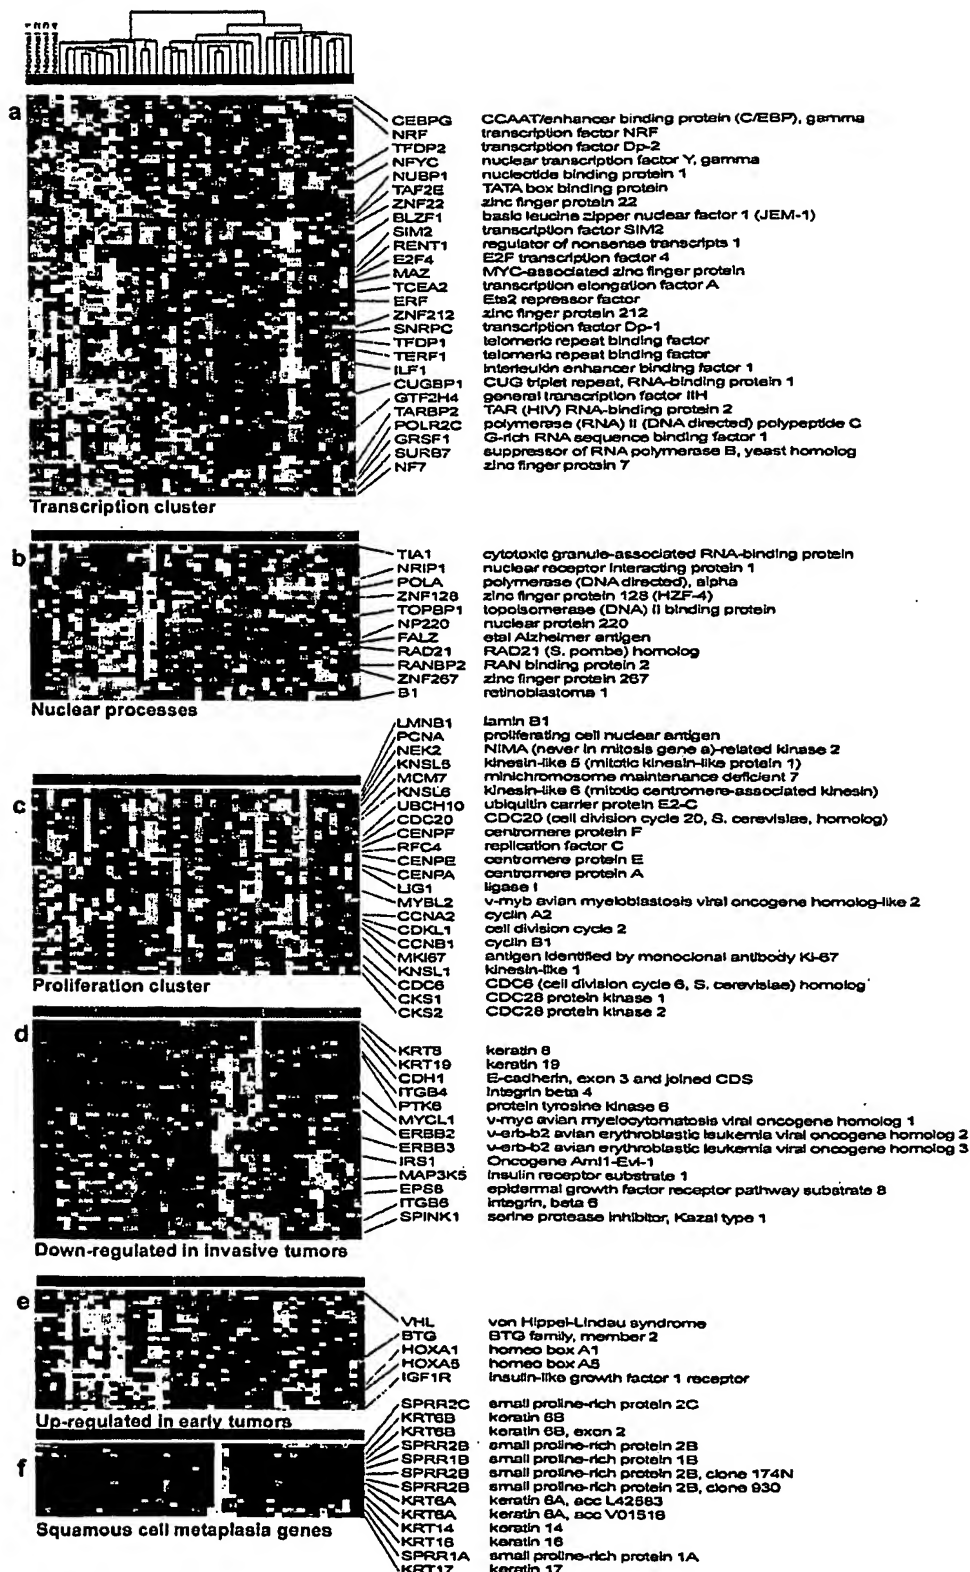 a
CEBPG CCAAT/enhancer binding protein (C/EBP), gamma
NRF transcription factor NRF
TFDP2 transcription factor Dp-2
NFYC nuclear transcription factor Y, gamma
NUBP1 nucleotide binding protein 1
TAF2E TATA box binding protein
ZNF22 zinc finger protein 22
BLZF1 basic leucine zipper nuclear factor 1 (JEM-1)
SIM2 transcription factor SIM2
RENT1 regulator of nonsense transcripts 1
E2F4 E2F transcription factor 4
MAZ MYC-associated zinc finger protein
TCEA2 transcription elongation factor A
ERF Ets2 repressor factor
ZNF212 zinc finger protein 212
SNRPC transcription factor Dp-1
TFDP1 telomeric repeat binding factor
TERF1 telomeric repeat binding factor
ILF1 interleukin enhancer binding factor 1
CUGBP1 CUG triplet repeat, RNA-binding protein 1
GTF2H4 general transcription factor IIH
TARBP2 TAR (HIV) RNA-binding protein 2
POLR2C polymerase (RNA) II (DNA directed) polypeptide C
GRSF1 G-rich RNA sequence binding factor 1
SURB7 suppressor of RNA polymerase B, yeast homolog
NF7 zinc finger protein 7
Transcription cluster
b
TIA1 cytotoxic granule-associated RNA-binding protein
NRIP1 nuclear receptor interacting protein 1
POLA polymerase (DNA directed), alpha
ZNF128 zinc finger protein 128 (HZF-4)
TOPBP1 topoisomerase (DNA) II binding protein
NP220 nuclear protein 220
FALZ etal Alzheimer antigen
RAD21 RAD21 (S. pombe) homolog
RANBP2 RAN binding protein 2
ZNF267 zinc finger protein 267
B1 retinoblastoma 1
Nuclear processes
c
LMNB1 lamin B1
PCNA proliferating cell nuclear antigen
NEK2 NIMA (never in mitosis gene a)-related kinase 2
KNSL5 kinesin-like 5 (mitotic kinesin-like protein 1)
MCM7 minichromosome maintenance deficient 7
KNSL6 kinesin-like 6 (mitotic centromere-associated kinesin)
UBCH10 ubiquitin carrier protein E2-C
CDC20 CDC20 (cell division cycle 20, S. cerevisiae, homolog)
CENPF centromere protein F
RFC4 replication factor C
CENPE centromere protein E
CENPA centromere protein A
LIG1 ligase I
MYBL2 v-myb avian myeloblastosis viral oncogene homolog-like 2
CCNA2 cyclin A2
CDKL1 cell division cycle 2
CCNB1 cyclin B1
MKI67 antigen identified by monoclonal antibody Ki-67
KNSL1 kinesin-like 1
CDC6 CDC6 (cell division cycle 6, S. cerevisiae) homolog
CKS1 CDC28 protein kinase 1
CKS2 CDC28 protein kinase 2
Proliferation cluster
d
KRT8 keratin 8
KRT19 keratin 19
CDH1 E-cadherin, exon 3 and joined CDS
ITGB4 integrin beta 4
PTK6 protein tyrosine kinase 6
MYCL1 v-myc avian myelocytomatosis viral oncogene homolog 1
ERBB2 v-erb-b2 avian erythroblastic leukemia viral oncogene homolog 2
ERBB3 v-erb-b2 avian erythroblastic leukemia viral oncogene homolog 3
IRS1 Oncogene Aml1-Evi-1
MAP3K5 insulin receptor substrate 1
EPS8 epidermal growth factor receptor pathway substrate 8
ITGB6 integrin, beta 6
SPINK1 serine protease inhibitor, Kazal type 1
Down-regulated in invasive tumors
e
VHL von Hippel-Lindau syndrome
BTG BTG family, member 2
HOXA1 homeo box A1
HOXA5 homeo box A5
IGF1R insulin-like growth factor 1 receptor
Up-regulated in early tumors
f
SPRR2C small proline-rich protein 2C
KRT6B keratin 6B
KRT6B keratin 6B, exon 2
SPRR2B small proline-rich protein 2B
SPRR1B small proline-rich protein 1B
SPRR2B small proline-rich protein 2B, clone 174N
SPRR2B small proline-rich protein 2B, clone 930
KRT6A keratin 6A, acc L42583
KRT6A keratin 6A, acc V01516
KRT14 keratin 14
KRT16 keratin 16
SPRR1A small proline-rich protein 1A
KRT17 keratin 17
Squamous cell metaplasia genes